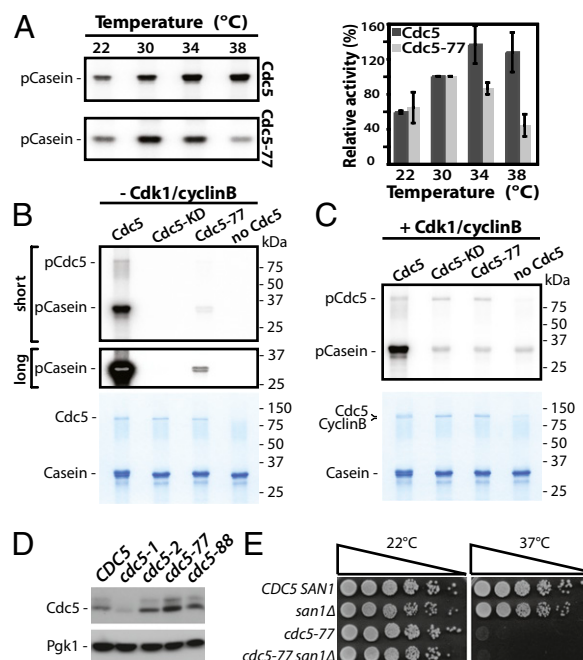 A
Temperature (°C)
22 30 34 38
pCasein -
Cdc5
pCasein -
Cdc5-77
Relative activity (%)
160
120
80
40
0
Cdc5
Cdc5-77
22 30 34 38
Temperature (°C)
B
- Cdk1/cyclinB
Cdc5 Cdc5-KD Cdc5-77 no Cdc5
kDa
short
pCdc5
pCasein -
- 75
- 50
- 37
- 25
long
pCasein -
- 37
- 25
Cdc5 -
Casein -
- 150
- 75
- 50
- 37
- 25
C
+ Cdk1/cyclinB
Cdc5 Cdc5-KD Cdc5-77 no Cdc5
kDa
pCdc5 -
pCasein -
- 75
- 50
- 37
- 25
Cdc5
CyclinB
Casein -
- 150
- 75
- 50
- 37
- 25
D
CDC5 cdc5-1 cdc5-2 cdc5-77 cdc5-88
Cdc5 -
Pgk1 -
E
22°C 37°C
CDC5 SAN1
san1Δ
cdc5-77
cdc5-77 san1Δ